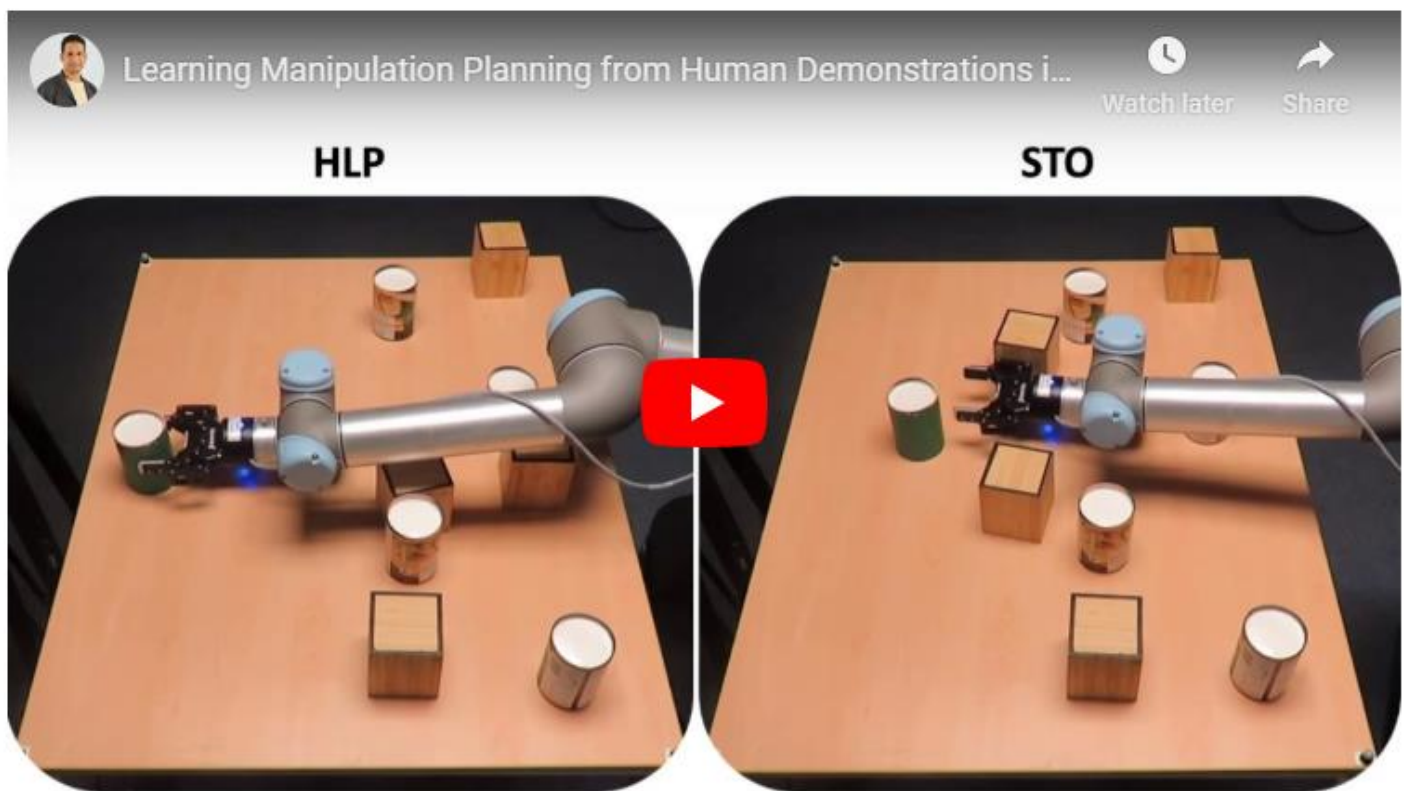 Learning Manipulation Planning from Human Demonstrations i...
Watch later
Share
HLP
STO